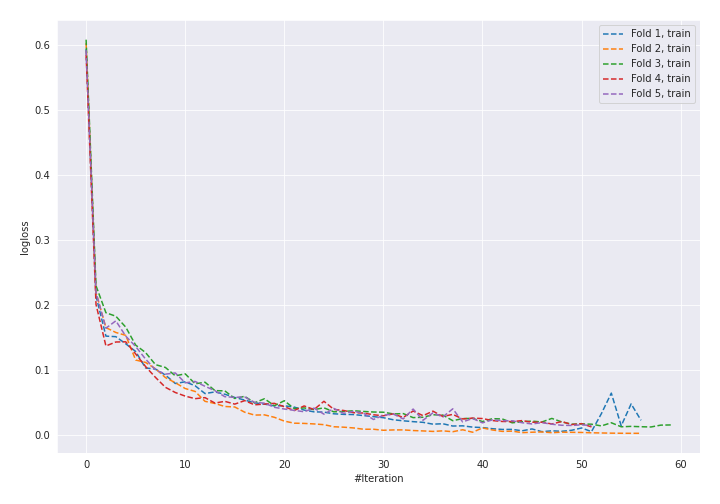 Fold 1, train
Fold 2, train
Fold 3, train
Fold 4, train
Fold 5, train
0.6
0.5
0.4
0.3
0.2
0.1
0.0
logloss
0 10 20 30 40 50 60
#Iteration